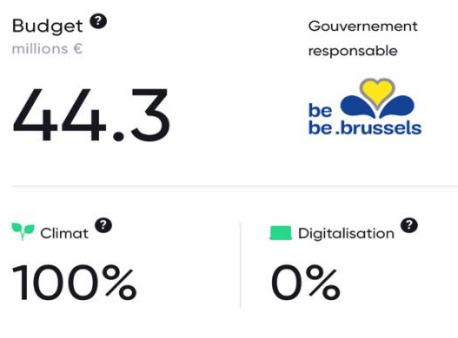 Budget ?
millions €
44.3
Gouvernement
responsable
be
be.brussels
Climat ?
100%
Digitalisation ?
0%